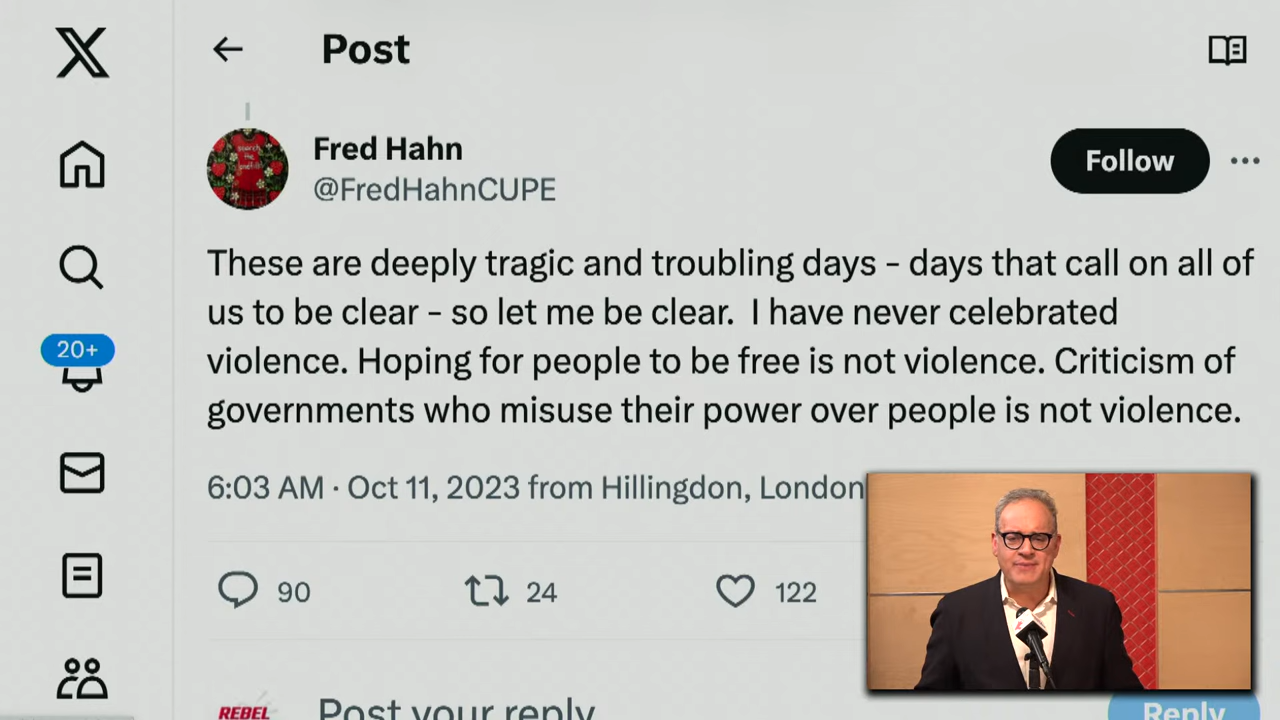 Post
Fred Hahn
@FredHahnCUPE
Follow
These are deeply tragic and troubling days - days that call on all of
us to be clear - so let me be clear.  I have never celebrated
violence. Hoping for people to be free is not violence. Criticism of
governments who misuse their power over people is not violence.
20+
6:03 AM · Oct 11, 2023 from Hillingdon, London
90
24
122
REBEL
Post your reply
Reply